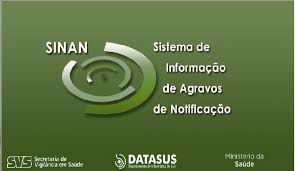 SINAN
Sistema de
Informação
de Agravos
de Notificação
SVS Secretaria de
Vigilância em Saúde
DATASUS
Ministério da
Saúde